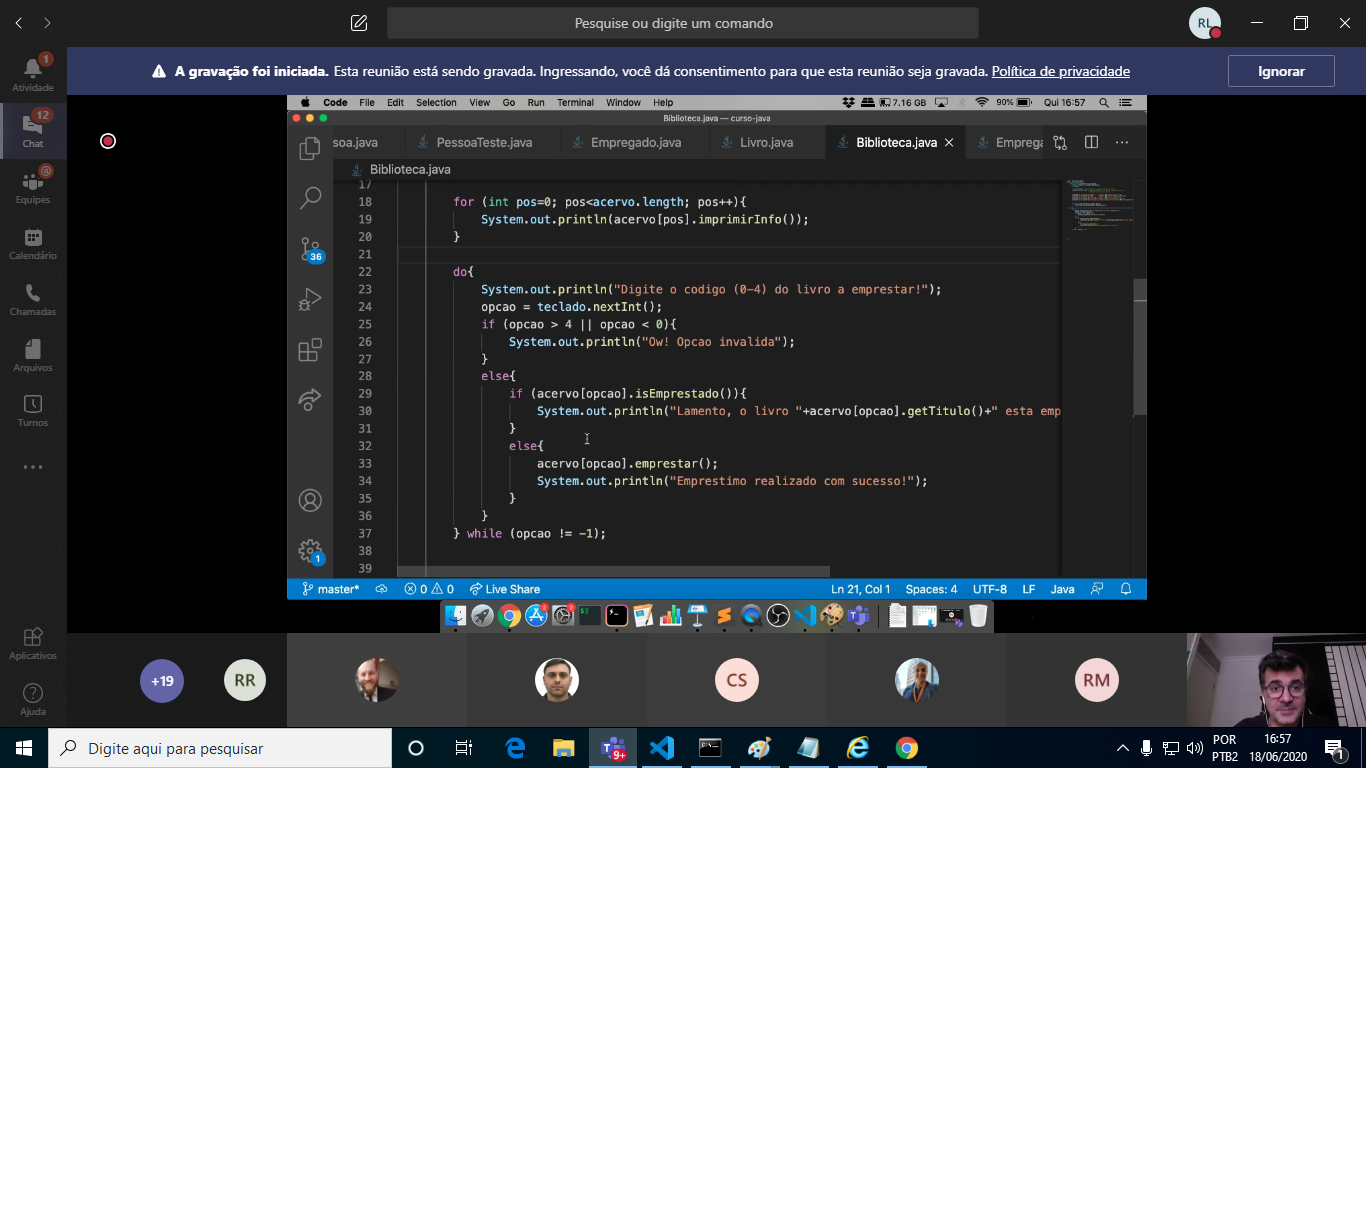 Pesquise ou digite um comando
RL
A gravação foi iniciada. Esta reunião está sendo gravada. Ingressando, você dá consentimento para que esta reunião seja gravada. Política de privacidade
Ignorar
1
Atividade
12
Chat
Equipes
Calendário
Chamadas
Arquivos
Turnos
Aplicativos
Ajuda
Code File Edit Selection View Go Run Terminal Window Help
7.16 GB 90% Qui 16:57
Biblioteca.java — curso-java
soa.java PessoaTeste.java Empregado.java Livro.java Biblioteca.java Emprega
Biblioteca.java
36
1
17
18 for (int pos=0; pos<acervo.length; pos++){
19 System.out.println(acervo[pos].imprimirInfo());
20 }
21
22 do{
23 System.out.println("Digite o codigo (0-4) do livro a emprestar!");
24 opcao = teclado.nextInt();
25 if (opcao > 4 || opcao < 0){
26 System.out.println("Ow! Opcao invalida");
27 }
28 else{
29 if (acervo[opcao].isEmprestado()){
30 System.out.println("Lamento, o livro "+acervo[opcao].getTitulo()+" esta emp
31 }
32 else{
33 acervo[opcao].emprestar();
34 System.out.println("Emprestimo realizado com sucesso!");
35 }
36 }
37 } while (opcao != -1);
38
39
master* 0 0 Live Share Ln 21, Col 1 Spaces: 4 UTF-8 LF Java
+19 RR CS RM
Digite aqui para pesquisar
9+
POR
PTB2
16:57
18/06/2020
1